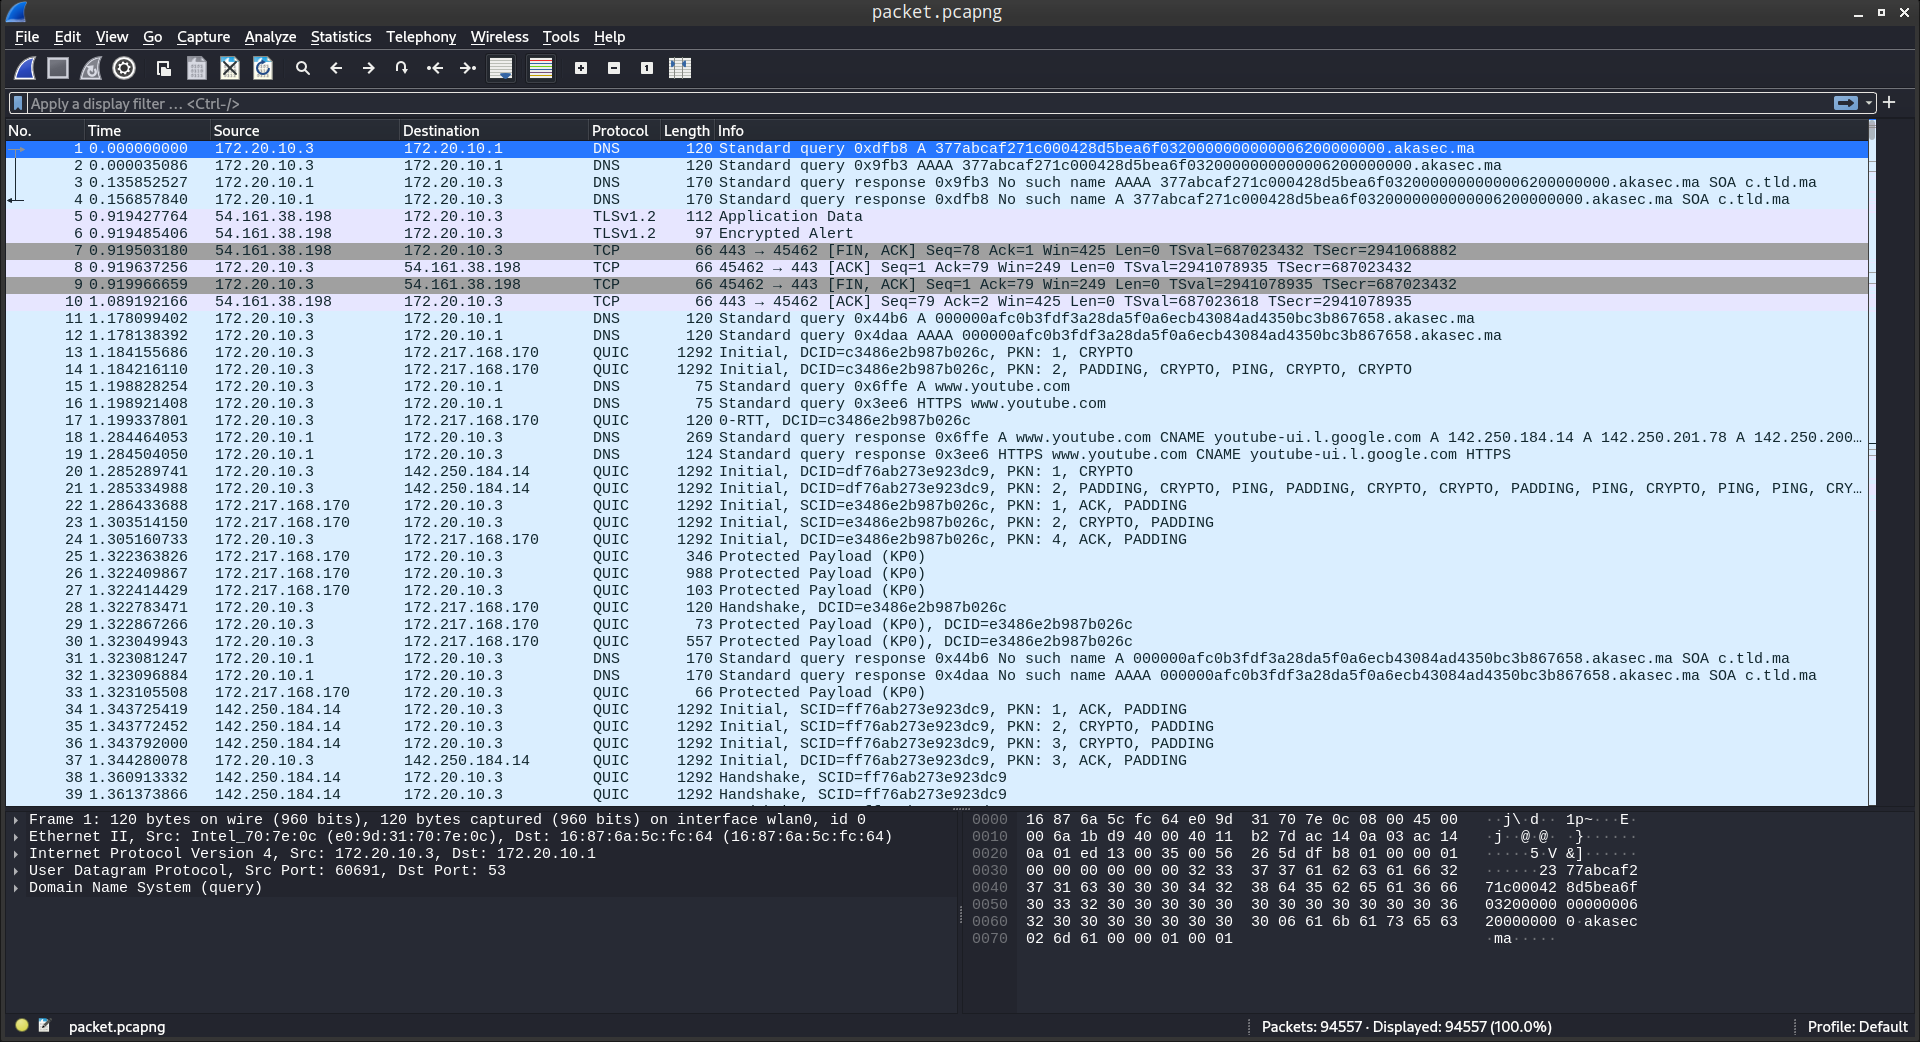 packet.pcapng
File Edit View Go Capture Analyze Statistics Telephony Wireless Tools Help
Apply a display filter … <Ctrl-/>
No. Time Source Destination Protocol Length Info
1 0.000000000 172.20.10.3 172.20.10.1 DNS 120 Standard query 0xdfb8 A 377abcaf271c000428d5bea6f03200000000000006200000000.akasec.ma
2 0.000035086 172.20.10.3 172.20.10.1 DNS 120 Standard query 0x9fb3 AAAA 377abcaf271c000428d5bea6f03200000000000006200000000.akasec.ma
3 0.135852527 172.20.10.1 172.20.10.3 DNS 170 Standard query response 0x9fb3 No such name AAAA 377abcaf271c000428d5bea6f03200000000000006200000000.akasec.ma SOA c.tld.ma
4 0.156857840 172.20.10.1 172.20.10.3 DNS 170 Standard query response 0xdfb8 No such name A 377abcaf271c000428d5bea6f03200000000000006200000000.akasec.ma SOA c.tld.ma
5 0.919427764 54.161.38.198 172.20.10.3 TLSv1.2 112 Application Data
6 0.919485406 54.161.38.198 172.20.10.3 TLSv1.2 97 Encrypted Alert
7 0.919503180 54.161.38.198 172.20.10.3 TCP 66 443 → 45462 [FIN, ACK] Seq=78 Ack=1 Win=425 Len=0 TSval=687023432 TSecr=2941068882
8 0.919637256 172.20.10.3 54.161.38.198 TCP 66 45462 → 443 [ACK] Seq=1 Ack=79 Win=249 Len=0 TSval=2941078935 TSecr=687023432
9 0.919966659 172.20.10.3 54.161.38.198 TCP 66 45462 → 443 [FIN, ACK] Seq=1 Ack=79 Win=249 Len=0 TSval=2941078935 TSecr=687023432
10 1.089192166 54.161.38.198 172.20.10.3 TCP 66 443 → 45462 [ACK] Seq=79 Ack=2 Win=425 Len=0 TSval=687023618 TSecr=2941078935
11 1.178099402 172.20.10.3 172.20.10.1 DNS 120 Standard query 0x44b6 A 000000afc0b3fdf3a28da5f0a6ecb43084ad4350bc3b867658.akasec.ma
12 1.178138392 172.20.10.3 172.20.10.1 DNS 120 Standard query 0x4daa AAAA 000000afc0b3fdf3a28da5f0a6ecb43084ad4350bc3b867658.akasec.ma
13 1.184155686 172.20.10.3 172.217.168.170 QUIC 1292 Initial, DCID=c3486e2b987b026c, PKN: 1, CRYPTO
14 1.184216110 172.20.10.3 172.217.168.170 QUIC 1292 Initial, DCID=c3486e2b987b026c, PKN: 2, PADDING, CRYPTO, PING, CRYPTO, CRYPTO
15 1.198828254 172.20.10.3 172.20.10.1 DNS 75 Standard query 0x6ffe A www.youtube.com
16 1.198921408 172.20.10.3 172.20.10.1 DNS 75 Standard query 0x3ee6 HTTPS www.youtube.com
17 1.199337801 172.20.10.3 172.217.168.170 QUIC 120 0-RTT, DCID=c3486e2b987b026c
18 1.284464053 172.20.10.1 172.20.10.3 DNS 269 Standard query response 0x6ffe A www.youtube.com CNAME youtube-ui.l.google.com A 142.250.184.14 A 142.250.201.78 A 142.250.200…
19 1.284504050 172.20.10.1 172.20.10.3 DNS 124 Standard query response 0x3ee6 HTTPS www.youtube.com CNAME youtube-ui.l.google.com HTTPS
20 1.285289741 172.20.10.3 142.250.184.14 QUIC 1292 Initial, DCID=df76ab273e923dc9, PKN: 1, CRYPTO
21 1.285334988 172.20.10.3 142.250.184.14 QUIC 1292 Initial, DCID=df76ab273e923dc9, PKN: 2, PADDING, CRYPTO, PING, PADDING, CRYPTO, CRYPTO, PADDING, PING, CRYPTO, PING, PING, CRY…
22 1.286433688 172.217.168.170 172.20.10.3 QUIC 1292 Initial, SCID=e3486e2b987b026c, PKN: 1, ACK, PADDING
23 1.303514150 172.217.168.170 172.20.10.3 QUIC 1292 Initial, SCID=e3486e2b987b026c, PKN: 2, CRYPTO, PADDING
24 1.305160733 172.20.10.3 172.217.168.170 QUIC 1292 Initial, DCID=e3486e2b987b026c, PKN: 4, ACK, PADDING
25 1.322363826 172.217.168.170 172.20.10.3 QUIC 346 Protected Payload (KP0)
26 1.322409867 172.217.168.170 172.20.10.3 QUIC 988 Protected Payload (KP0)
27 1.322414429 172.217.168.170 172.20.10.3 QUIC 103 Protected Payload (KP0)
28 1.322783471 172.20.10.3 172.217.168.170 QUIC 120 Handshake, DCID=e3486e2b987b026c
29 1.322867266 172.20.10.3 172.217.168.170 QUIC 73 Protected Payload (KP0), DCID=e3486e2b987b026c
30 1.323049943 172.20.10.3 172.217.168.170 QUIC 557 Protected Payload (KP0), DCID=e3486e2b987b026c
31 1.323081247 172.20.10.1 172.20.10.3 DNS 170 Standard query response 0x44b6 No such name A 000000afc0b3fdf3a28da5f0a6ecb43084ad4350bc3b867658.akasec.ma SOA c.tld.ma
32 1.323096884 172.20.10.1 172.20.10.3 DNS 170 Standard query response 0x4daa No such name AAAA 000000afc0b3fdf3a28da5f0a6ecb43084ad4350bc3b867658.akasec.ma SOA c.tld.ma
33 1.323105508 172.217.168.170 172.20.10.3 QUIC 66 Protected Payload (KP0)
34 1.343725419 142.250.184.14 172.20.10.3 QUIC 1292 Initial, SCID=ff76ab273e923dc9, PKN: 1, ACK, PADDING
35 1.343772452 142.250.184.14 172.20.10.3 QUIC 1292 Initial, SCID=ff76ab273e923dc9, PKN: 2, CRYPTO, PADDING
36 1.343792000 142.250.184.14 172.20.10.3 QUIC 1292 Initial, SCID=ff76ab273e923dc9, PKN: 3, CRYPTO, PADDING
37 1.344280078 172.20.10.3 142.250.184.14 QUIC 1292 Initial, DCID=ff76ab273e923dc9, PKN: 3, ACK, PADDING
38 1.360913332 142.250.184.14 172.20.10.3 QUIC 1292 Handshake, SCID=ff76ab273e923dc9
39 1.361373866 142.250.184.14 172.20.10.3 QUIC 1292 Handshake, SCID=ff76ab273e923dc9
Frame 1: 120 bytes on wire (960 bits), 120 bytes captured (960 bits) on interface wlan0, id 0
Ethernet II, Src: Intel_70:7e:0c (e0:9d:31:70:7e:0c), Dst: 16:87:6a:5c:fc:64 (16:87:6a:5c:fc:64)
Internet Protocol Version 4, Src: 172.20.10.3, Dst: 172.20.10.1
User Datagram Protocol, Src Port: 60691, Dst Port: 53
Domain Name System (query)
0000 16 87 6a 5c fc 64 e0 9d 31 70 7e 0c 08 00 45 00 ··j\·d·· 1p~···E·
0010 00 6a 1b d9 40 00 40 11 b2 7d ac 14 0a 03 ac 14 ·j··@·@· ·}······
0020 0a 01 ed 13 00 35 00 56 26 5d df b8 01 00 00 01 ·····5·V &]······
0030 00 00 00 00 00 00 32 33 37 37 61 62 63 61 66 32 ······23 77abcaf2
0040 37 31 63 30 30 30 34 32 38 64 35 62 65 61 36 66 71c00042 8d5bea6f
0050 30 33 32 30 30 30 30 30 30 30 30 30 30 30 30 36 03200000 00000006
0060 32 30 30 30 30 30 30 30 30 06 61 6b 61 73 65 63 20000000 0·akasec
0070 02 6d 61 00 00 01 00 01 ·ma·····
packet.pcapng
Packets: 94557 · Displayed: 94557 (100.0%)
Profile: Default